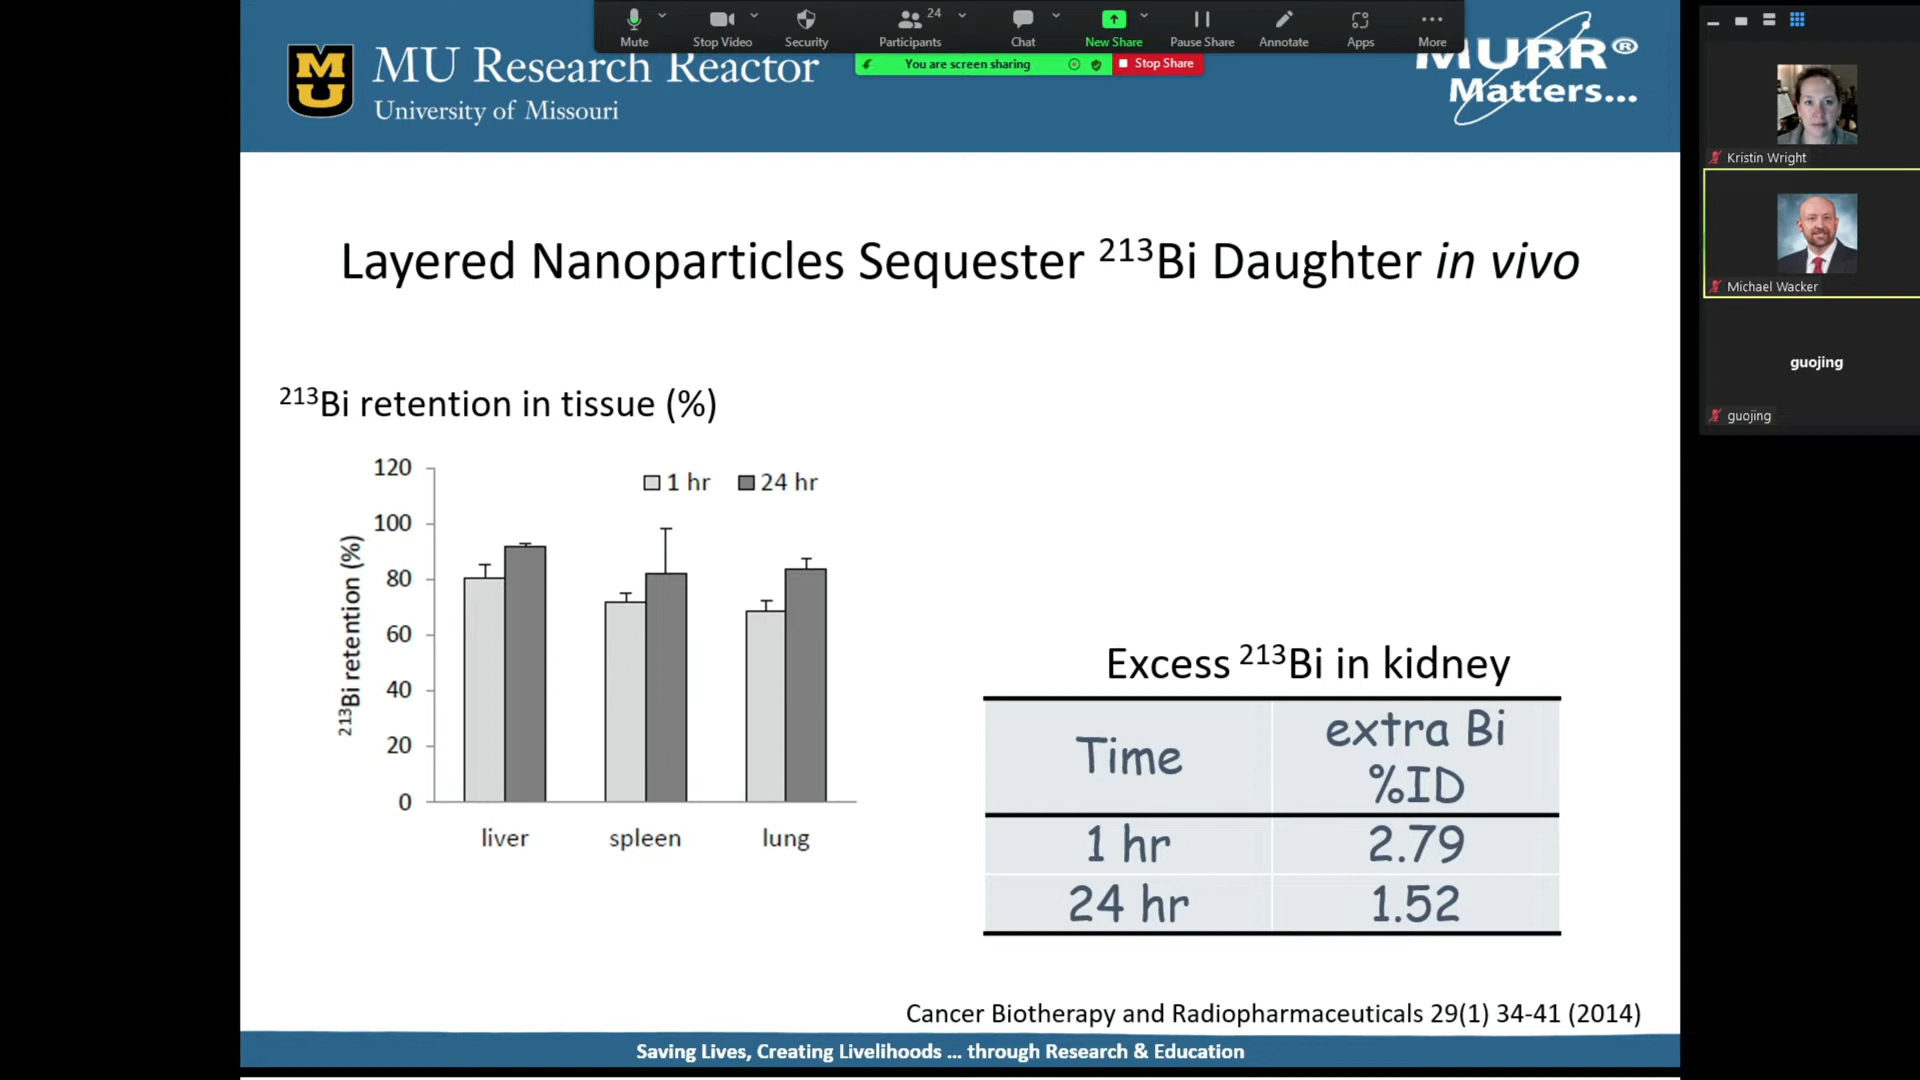 Mute
Stop Video
Security
Participants
24
Chat
New Share
Pause Share
Annotate
Apps
More
You are screen sharing
Stop Share
MU Research Reactor
University of Missouri
MURR®
Matters...
Kristin Wright
Michael Wacker
guojing
guojing
Layered Nanoparticles Sequester ²¹³Bi Daughter in vivo
²¹³Bi retention in tissue (%)
120
100
80
60
40
20
0
²¹³Bi retention (%)
1 hr
24 hr
liver
spleen
lung
Excess ²¹³Bi in kidney
Time
extra Bi
%ID
1 hr
2.79
24 hr
1.52
Cancer Biotherapy and Radiopharmaceuticals 29(1) 34-41 (2014)
Saving Lives, Creating Livelihoods ... through Research & Education